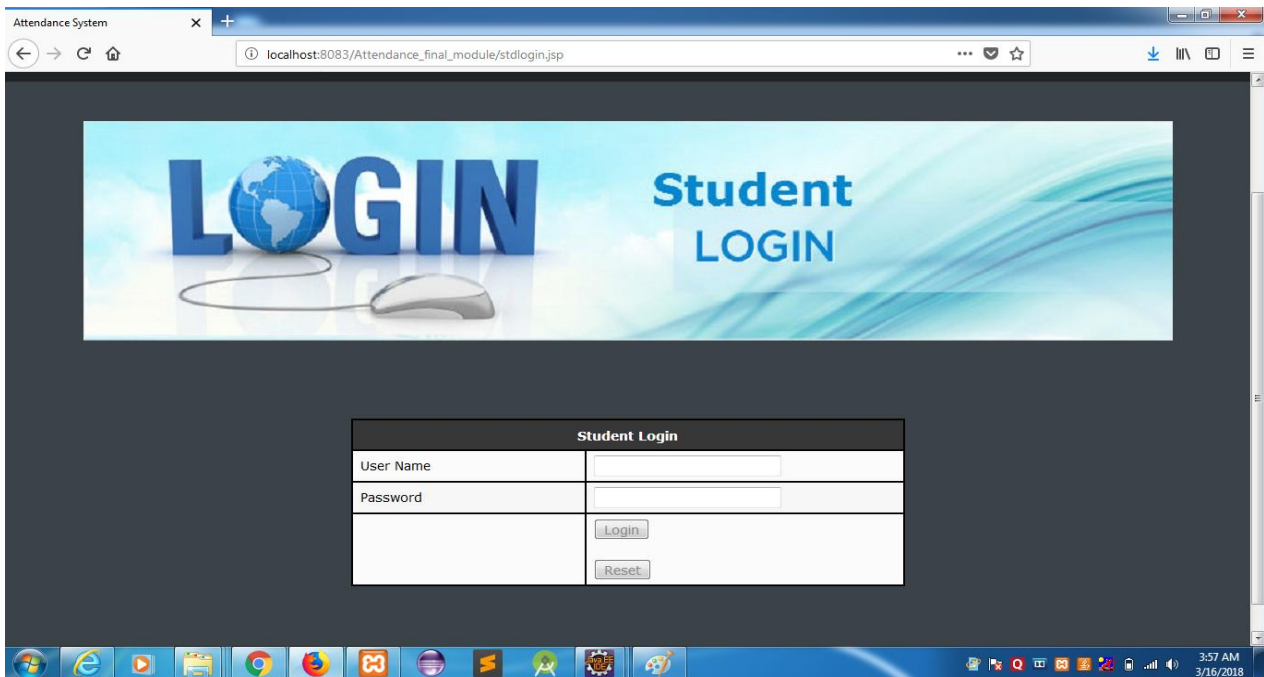 Attendance System
localhost:8083/Attendance_final_module/stdlogin.jsp
LOGIN
Student
LOGIN
Student Login
User Name
Password
Login
Reset
3:57 AM
3/16/2018